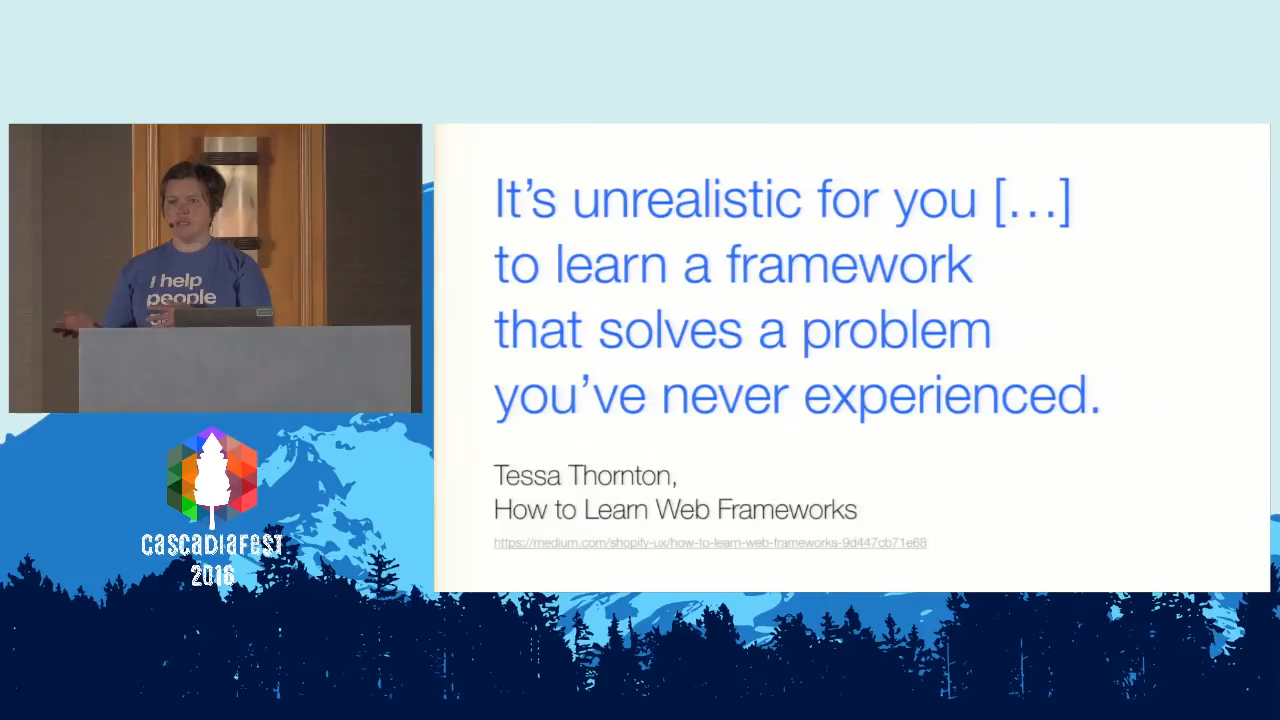 I help
people
CASCADIAFEST
2016
It’s unrealistic for you […]
to learn a framework
that solves a problem
you’ve never experienced.
Tessa Thornton,
How to Learn Web Frameworks
https://medium.com/shopify-ux/how-to-learn-web-frameworks-9d447cb71e68